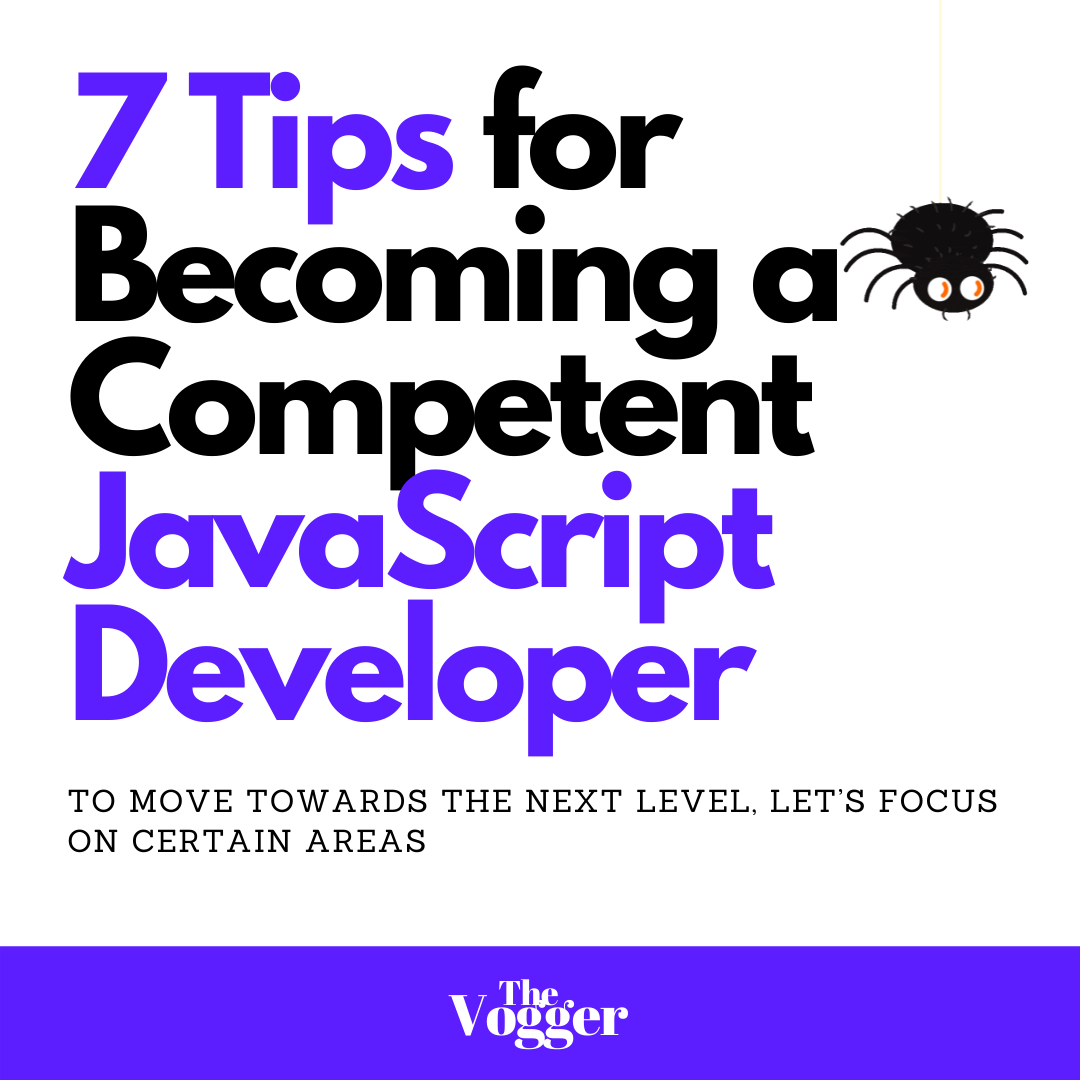 7 Tips for
Becoming a
Competent
JavaScript
Developer
TO MOVE TOWARDS THE NEXT LEVEL, LET’S FOCUS
ON CERTAIN AREAS
The
Vogger